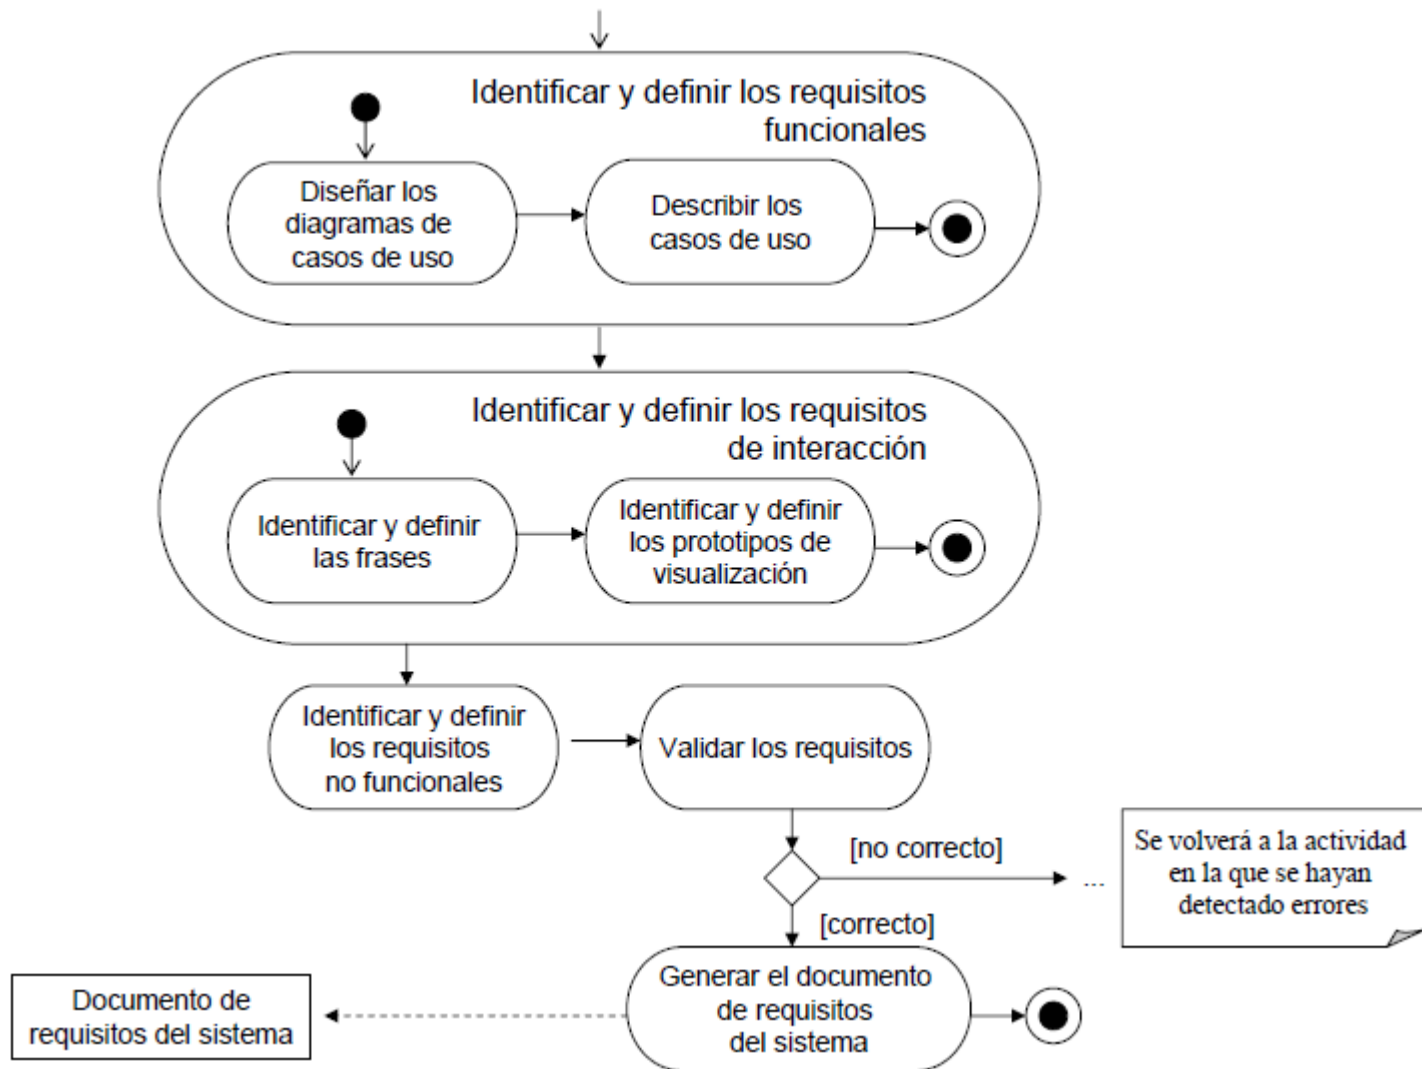 Identificar y definir los requisitos
funcionales
Diseñar los
diagramas de
casos de uso
Describir los
casos de uso
Identificar y definir los requisitos
de interacción
Identificar y definir
las frases
Identificar y definir
los prototipos de
visualización
Identificar y definir
los requisitos
no funcionales
Validar los requisitos
[no correcto]
...
Se volverá a la actividad
en la que se hayan
detectado errores
[correcto]
Generar el documento
de requisitos
del sistema
Documento de
requisitos del sistema